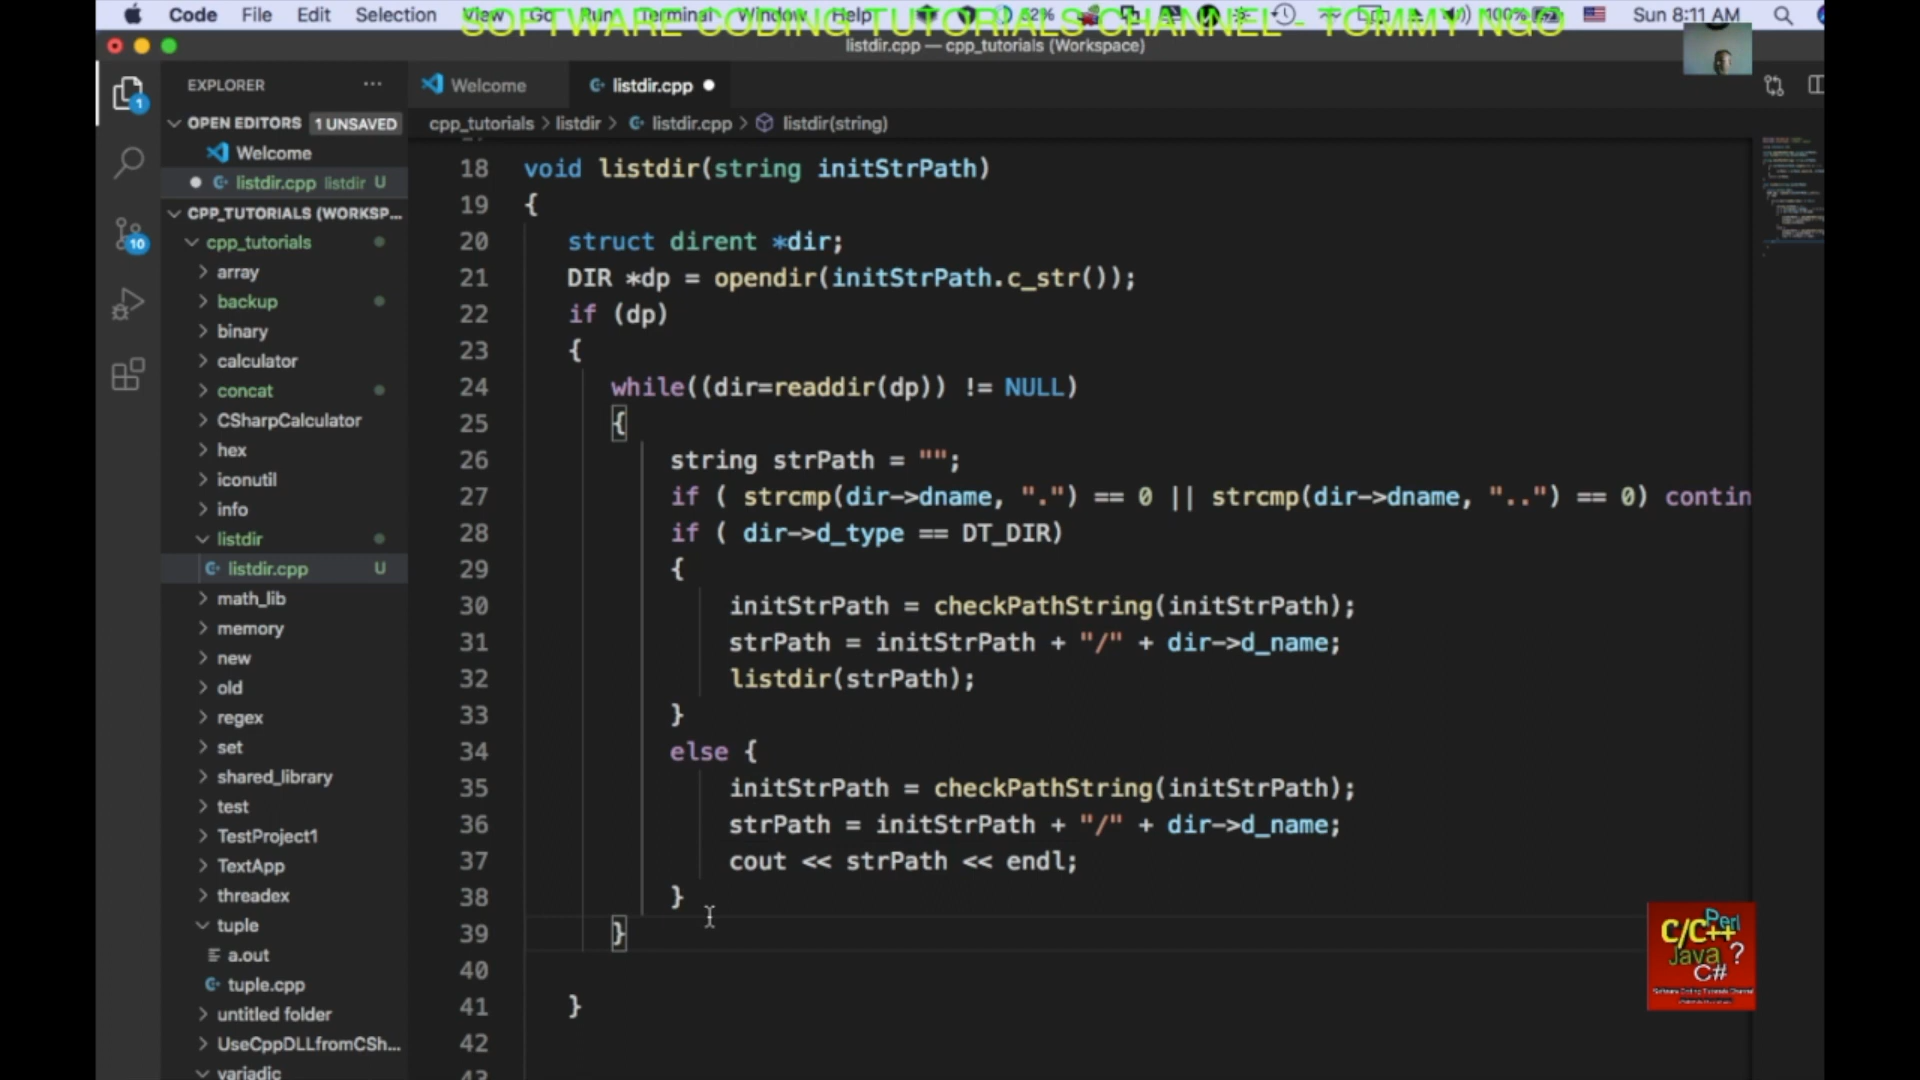 Code File Edit Selection View Go Run Terminal Window Help 52% 100% Sun 8:11 AM
SOFTWARE CODING TUTORIALS CHANNEL - TOMMY NGO
listdir.cpp — cpp_tutorials (Workspace)
EXPLORER ···
Welcome
listdir.cpp
1
OPEN EDITORS 1 UNSAVED
cpp_tutorials > listdir > listdir.cpp > listdir(string)
Welcome
listdir.cpp listdir U
CPP_TUTORIALS (WORKSP...
10
cpp_tutorials
array
backup
binary
calculator
concat
CSharpCalculator
hex
iconutil
info
listdir
listdir.cpp U
math_lib
memory
new
old
regex
set
shared_library
test
TestProject1
TextApp
threadex
tuple
a.out
tuple.cpp
untitled folder
UseCppDLLfromCSh...
variadic
18 void listdir(string initStrPath)
19 {
20 struct dirent *dir;
21 DIR *dp = opendir(initStrPath.c_str());
22 if (dp)
23 {
24 while((dir=readdir(dp)) != NULL)
25 {
26 string strPath = "";
27 if ( strcmp(dir->dname, ".") == 0 || strcmp(dir->dname, "..") == 0) contin
28 if ( dir->d_type == DT_DIR)
29 {
30 initStrPath = checkPathString(initStrPath);
31 strPath = initStrPath + "/" + dir->d_name;
32 listdir(strPath);
33 }
34 else {
35 initStrPath = checkPathString(initStrPath);
36 strPath = initStrPath + "/" + dir->d_name;
37 cout << strPath << endl;
38 }
39 }
40
41 }
42
43
C/C++ Perl
Java ?
C#
Software Coding Tutorials Channel